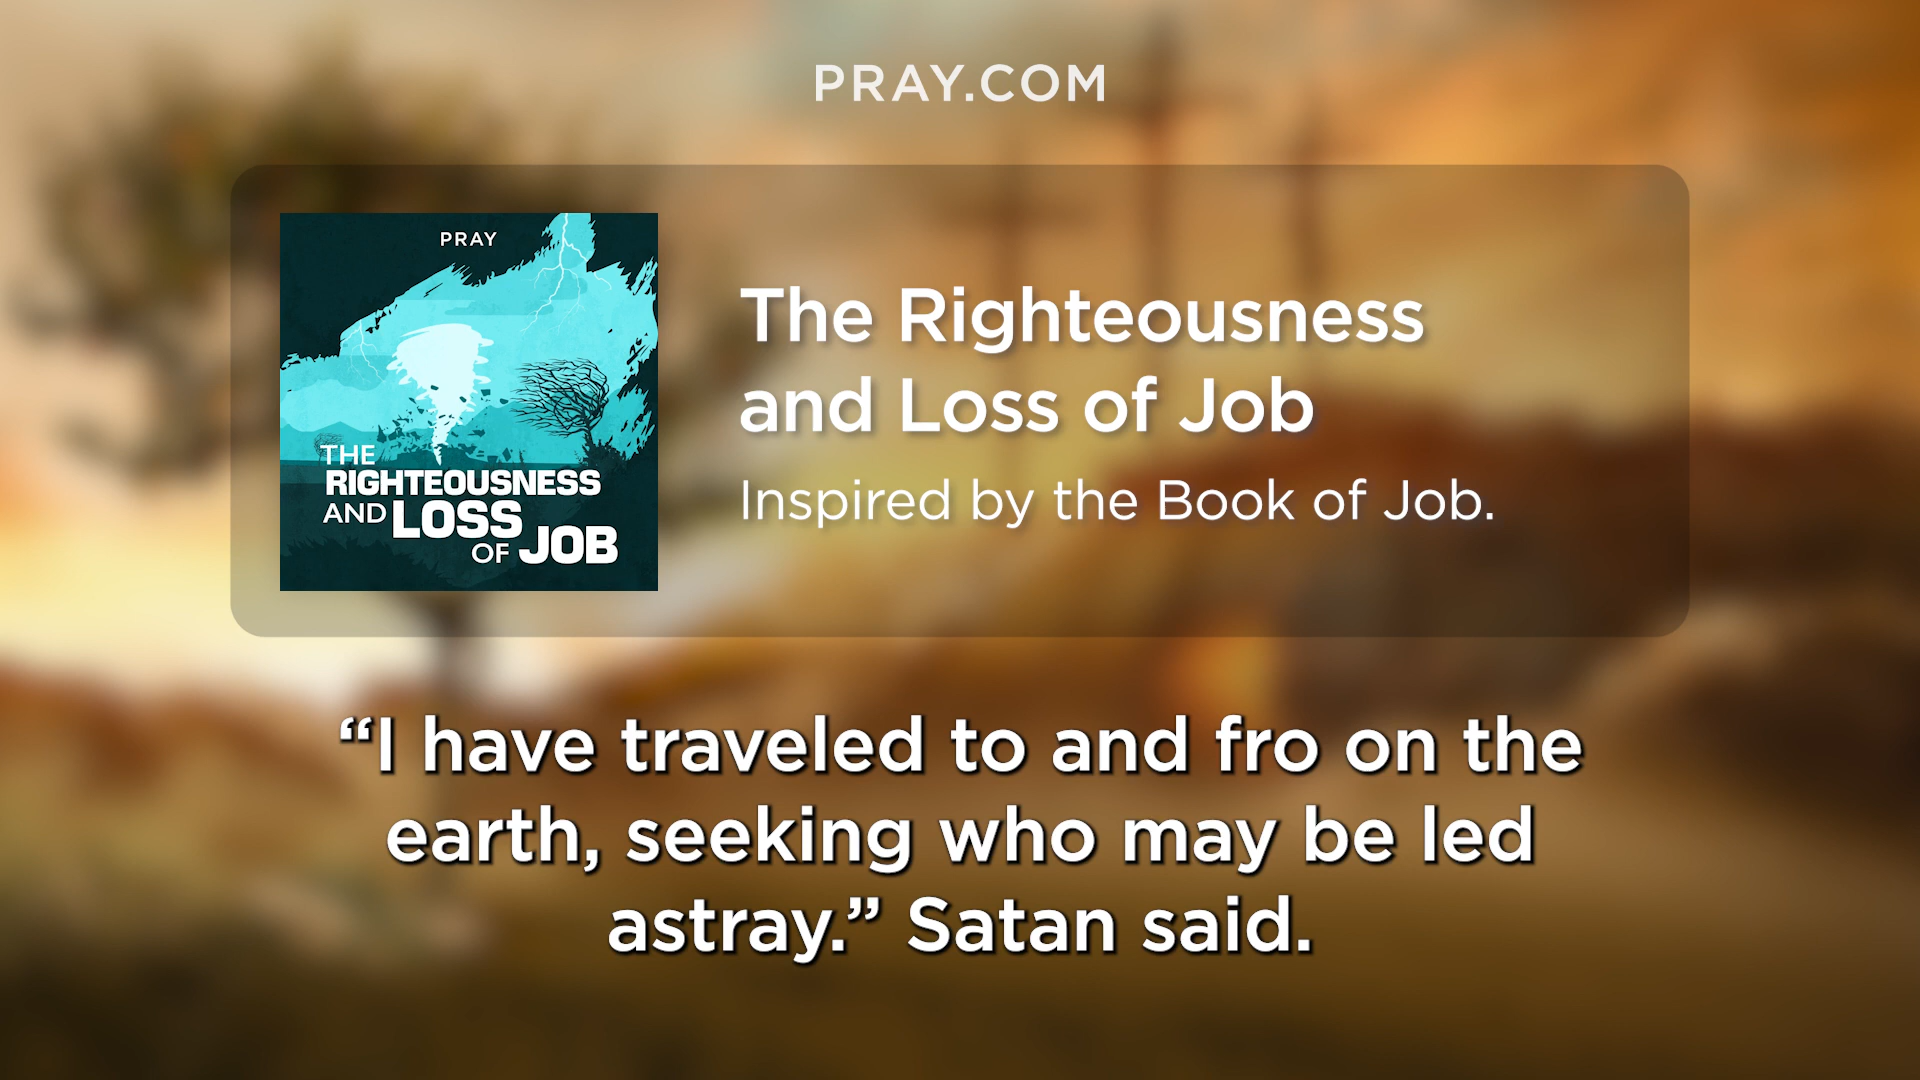 PRAY.COM
PRAY
THE
RIGHTEOUSNESS
AND LOSS
OF JOB
The Righteousness
and Loss of Job
Inspired by the Book of Job.
“I have traveled to and fro on the
earth, seeking who may be led
astray.” Satan said.